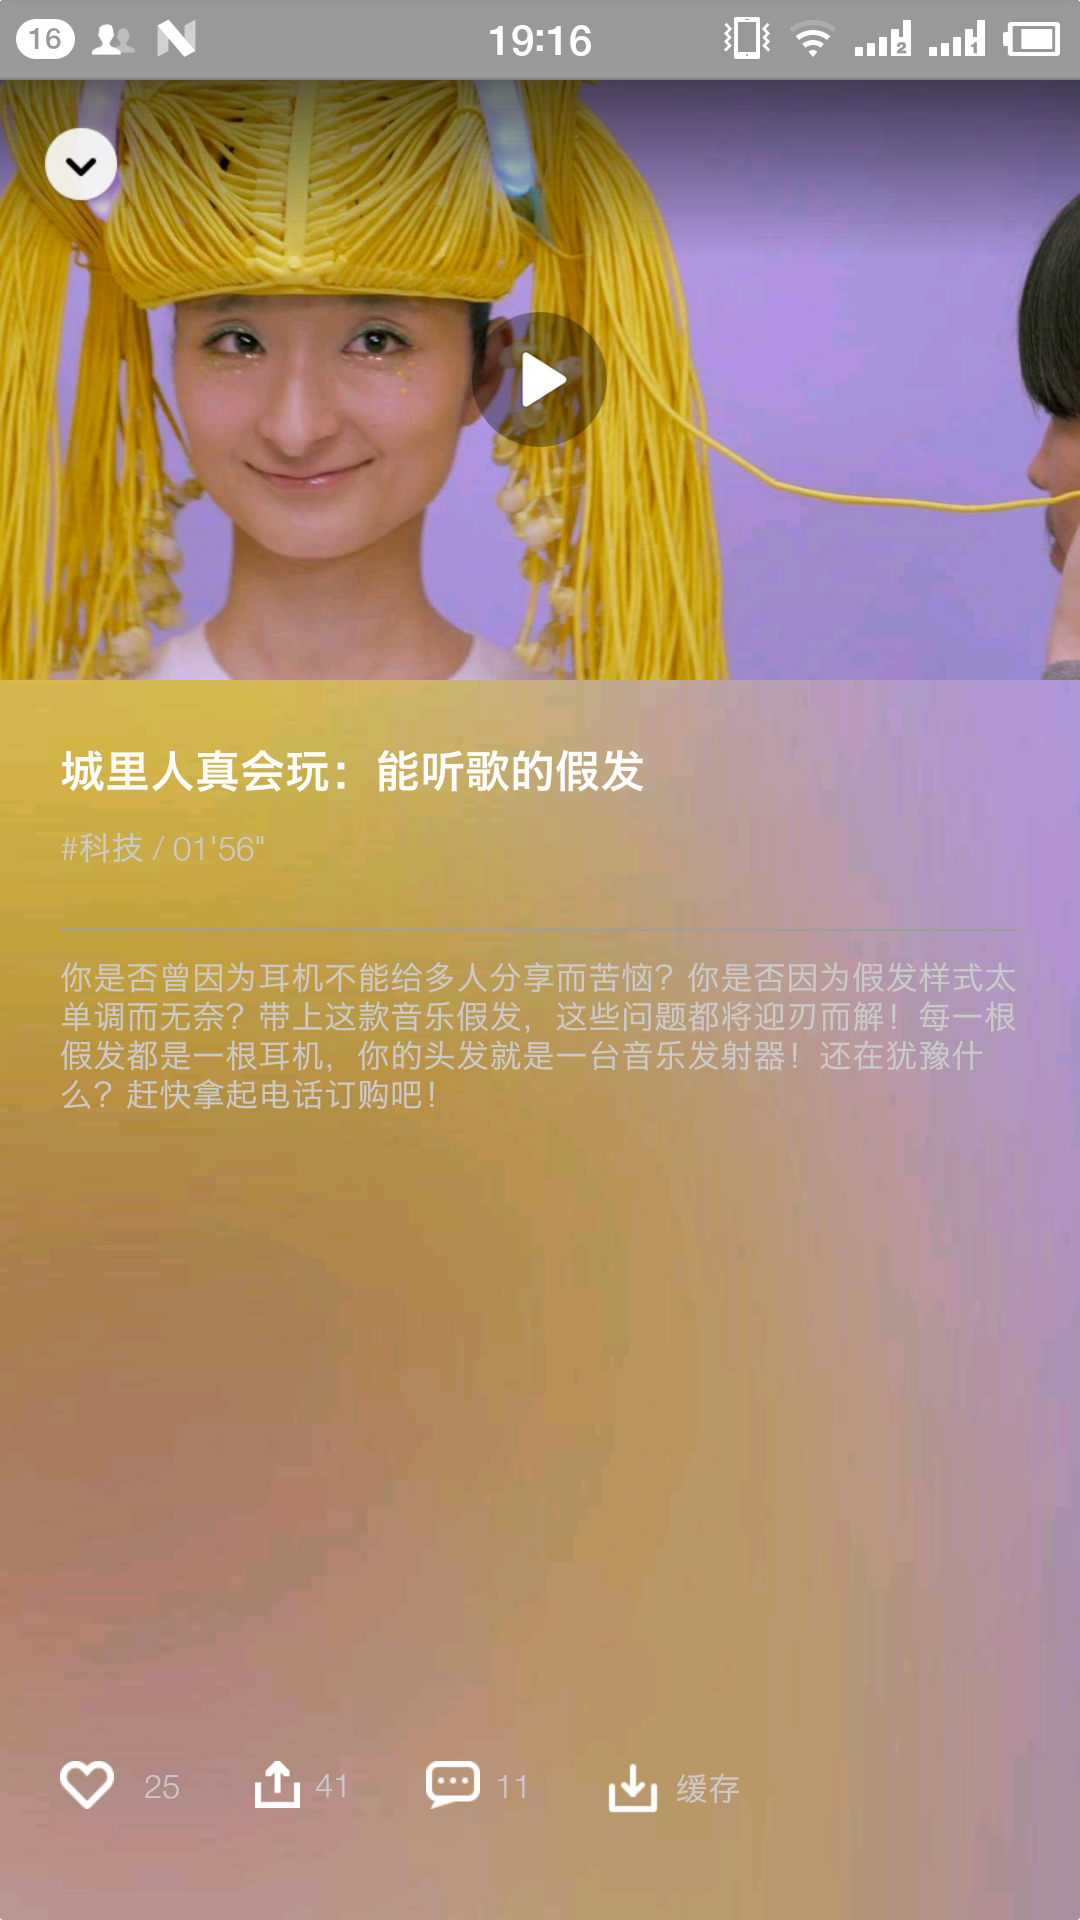 16
19:16
2
1
城里人真会玩：能听歌的假发
#科技 / 01'56"
你是否曾因为耳机不能给多人分享而苦恼？你是否因为假发样式太
单调而无奈？带上这款音乐假发，这些问题都将迎刃而解！每一根
假发都是一根耳机，你的头发就是一台音乐发射器！还在犹豫什
么？赶快拿起电话订购吧！
25
41
11
缓存